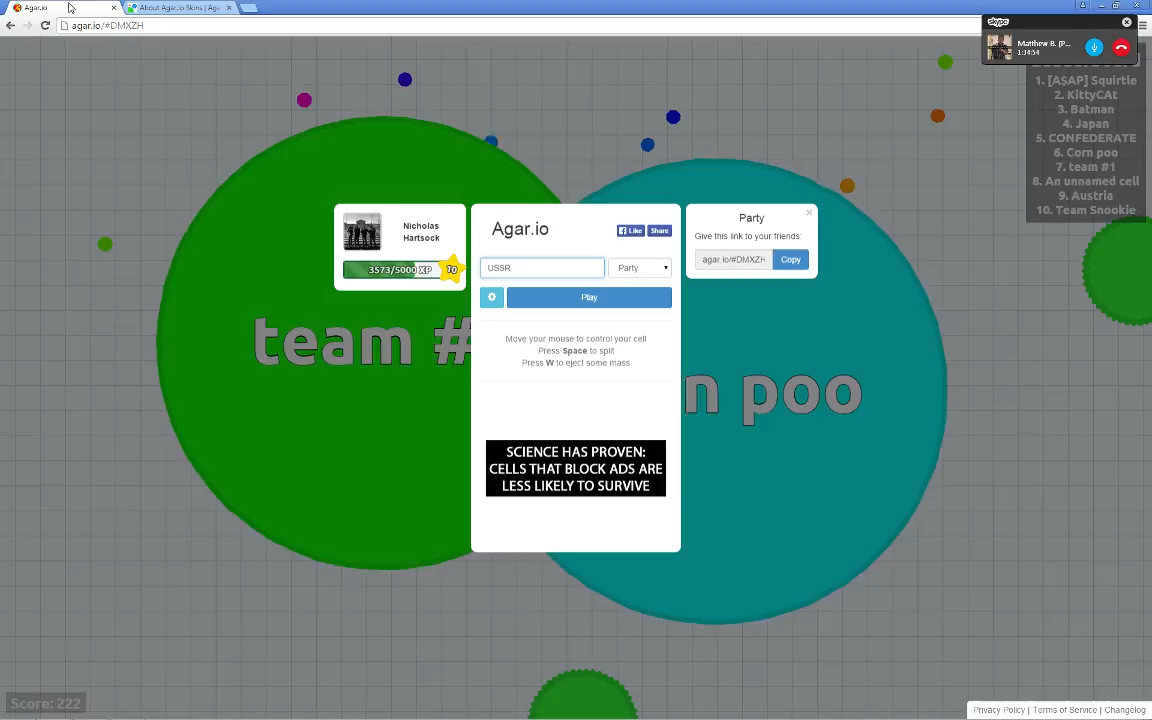 Agar.io
About Agar.io Skins | Aga
agar.io/#DMXZH
skype
Matthew B. [P...
1:34:54
1. [ASAP] Squirtle
2. KittyCAt
3. Batman
4. Japan
5. CONFEDERATE
6. Corn poo
7. team #1
8. An unnamed cell
9. Austria
10. Team Snookie
Nicholas
Hartsock
3573/5000 XP
10
Agar.io
Like
Share
USSR
Party
Play
Move your mouse to control your cell
Press Space to split
Press W to eject some mass
SCIENCE HAS PROVEN:
CELLS THAT BLOCK ADS ARE
LESS LIKELY TO SURVIVE
Party
Give this link to your friends:
agar.io/#DMXZH
Copy
team #
n poo
Score: 222
Privacy Policy | Terms of Service | Changelog